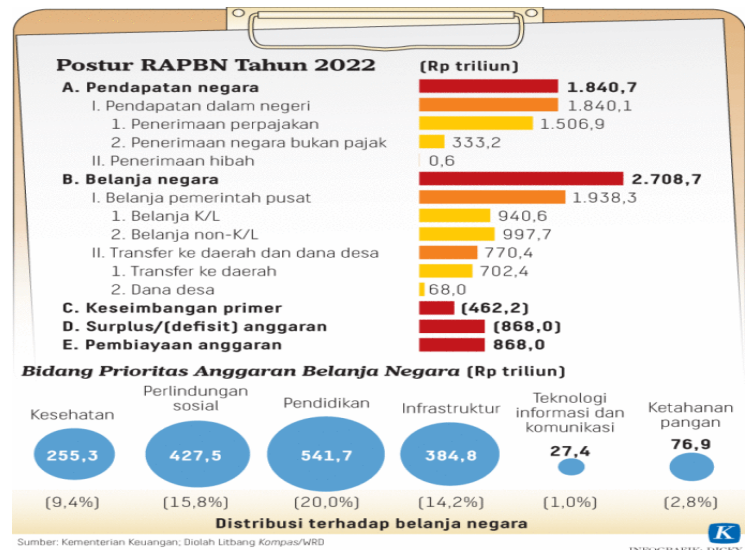 Postur RAPBN Tahun 2022 (Rp triliun)
A. Pendapatan negara 1.840,7
I. Pendapatan dalam negeri 1.840,1
1. Penerimaan perpajakan 1.506,9
2. Penerimaan negara bukan pajak 333,2
II. Penerimaan hibah 0,6
B. Belanja negara 2.708,7
I. Belanja pemerintah pusat 1.938,3
1. Belanja K/L 940,6
2. Belanja non-K/L 997,7
II. Transfer ke daerah dan dana desa 770,4
1. Transfer ke daerah 702,4
2. Dana desa 68,0
C. Keseimbangan primer (462,2)
D. Surplus/(defisit) anggaran (868,0)
E. Pembiayaan anggaran 868,0
Bidang Prioritas Anggaran Belanja Negara (Rp triliun)
Kesehatan
255,3
(9,4%)
Perlindungan
sosial
427,5
(15,8%)
Pendidikan
541,7
(20,0%)
Infrastruktur
384,8
(14,2%)
Teknologi
informasi dan
komunikasi
27,4
(1,0%)
Ketahanan
pangan
76,9
(2,8%)
Distribusi terhadap belanja negara
Sumber: Kementerian Keuangan; Diolah Litbang Kompas/WRD
K